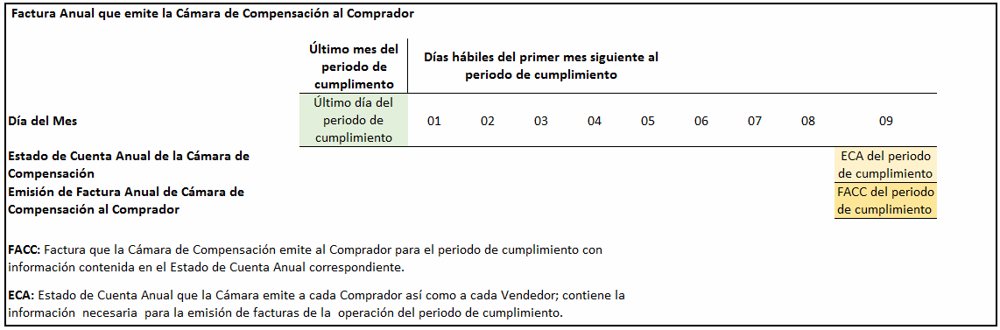 Factura Anual que emite la Cámara de Compensación al Comprador
Último mes del
periodo de
cumplimento
Días hábiles del primer mes siguiente al
periodo de cumplimiento
Día del Mes
Último día del
periodo de
cumplimiento
01 02 03 04 05 06 07 08 09
Estado de Cuenta Anual de la Cámara de
Compensación
ECA del periodo
de cumplimiento
Emisión de Factura Anual de Cámara de
Compensación al Comprador
FACC del periodo
de cumplimiento
FACC: Factura que la Cámara de Compensación emite al Comprador para el periodo de cumplimiento con
información contenida en el Estado de Cuenta Anual correspondiente.
ECA: Estado de Cuenta Anual que la Cámara emite a cada Comprador así como a cada Vendedor; contiene la
información necesaria para la emisión de facturas de la operación del periodo de cumplimiento.